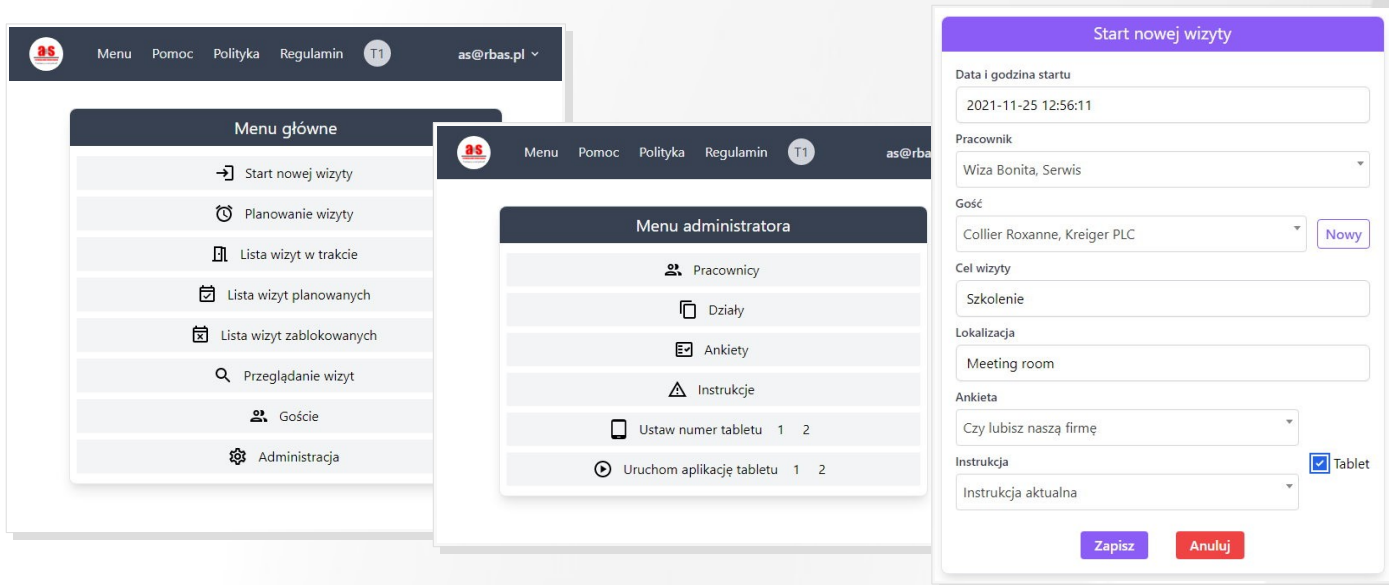 as
Menu Pomoc Polityka Regulamin T1 as@rbas.pl
Menu główne
Start nowej wizyty
Planowanie wizyty
Lista wizyt w trakcie
Lista wizyt planowanych
Lista wizyt zablokowanych
Przeglądanie wizyt
Goście
Administracja
as
Menu Pomoc Polityka Regulamin T1 as@rba
Menu administratora
Pracownicy
Działy
Ankiety
Instrukcje
Ustaw numer tabletu 1 2
Uruchom aplikację tabletu 1 2
Start nowej wizyty
Data i godzina startu
2021-11-25 12:56:11
Pracownik
Wiza Bonita, Serwis
Gość
Collier Roxanne, Kreiger PLC
Nowy
Cel wizyty
Szkolenie
Lokalizacja
Meeting room
Ankieta
Czy lubisz naszą firmę
Instrukcja
Tablet
Instrukcja aktualna
Zapisz Anuluj